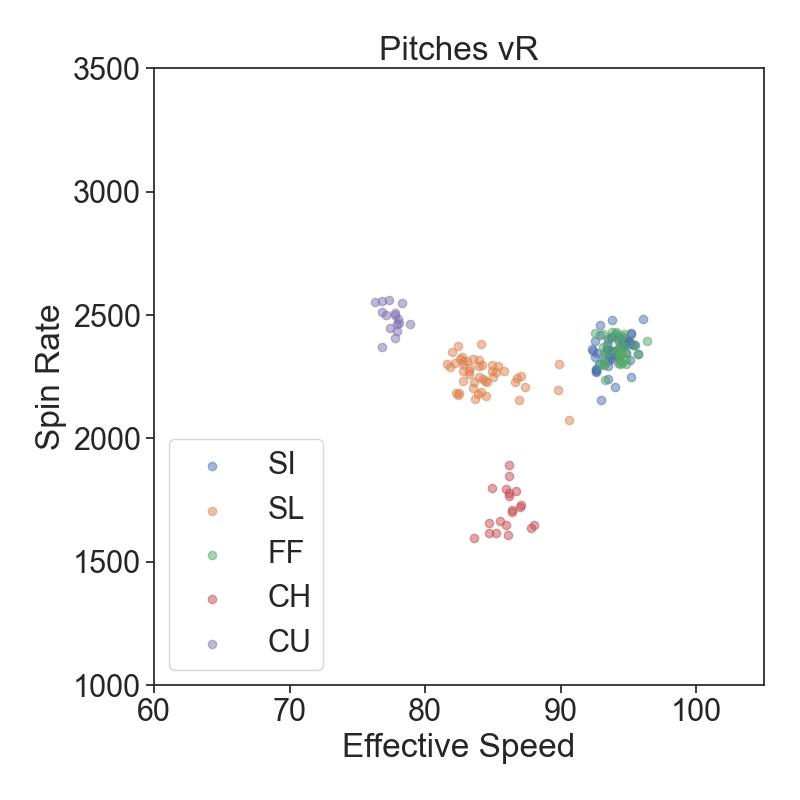 Pitches vR
3500
3000
2500
2000
1500
1000
Spin Rate
SI
SL
FF
CH
CU
60 70 80 90 100
Effective Speed